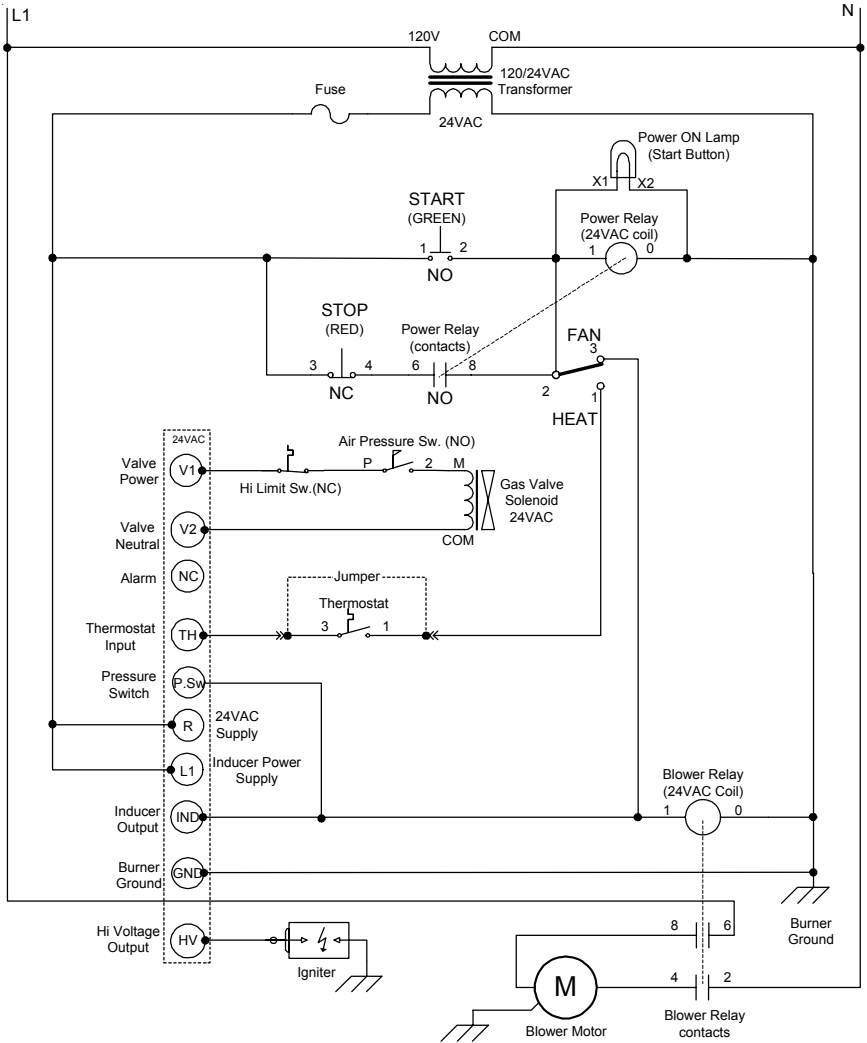 L1
N
120V
COM
120/24VAC
Transformer
Fuse
24VAC
Power ON Lamp
(Start Button)
X1
X2
START
(GREEN)
Power Relay
(24VAC coil)
1
2
1
0
NO
STOP
(RED)
Power Relay
(contacts)
FAN
3
3
4
6
8
2
1
NC
NO
HEAT
24VAC
Valve
Power
V1
Air Pressure Sw. (NO)
P
2
M
Hi Limit Sw.(NC)
Gas Valve
Solenoid
24VAC
Valve
Neutral
V2
COM
Alarm
NC
Jumper
Thermostat
Thermostat
Input
TH
3
1
Pressure
Switch
P.Sw
R
24VAC
Supply
L1
Inducer Power
Supply
Blower Relay
(24VAC Coil)
Inducer
Output
IND
1
0
Burner
Ground
GND
Burner
Ground
Hi Voltage
Output
HV
Igniter
8
6
M
4
2
Blower Motor
Blower Relay
contacts